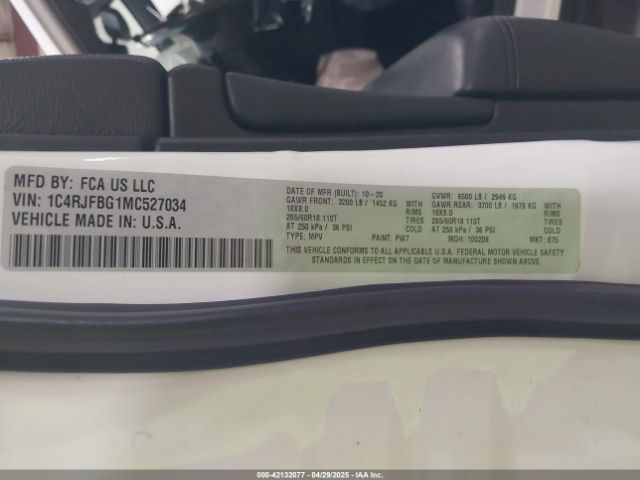 MFD BY: FCA US LLC
VIN: 1C4RJFBG1MC527034
VEHICLE MADE IN: U.S.A.
DATE OF MFR (BUILT): 10-20
GAWR FRONT: 3200 LB / 1452 KG WITH
18X8.0 RIMS
265/60R18 110T TIRES
AT 250 kPa / 36 PSI COLD
TYPE: MPV PAINT: PW7
GVWR: 6500 LB / 2949 KG
GAWR REAR: 3700 LB / 1679 KG WITH
18X8.0 RIMS
265/60R18 110T TIRES
AT 250 kPa / 36 PSI COLD
MDH: 100208 MKT: 875
THIS VEHICLE CONFORMS TO ALL APPLICABLE U.S.A. FEDERAL MOTOR VEHICLE SAFETY
STANDARDS IN EFFECT ON THE DATE OF MANUFACTURE SHOWN ABOVE
000-42132077 04/29/2025 - IAA Inc.